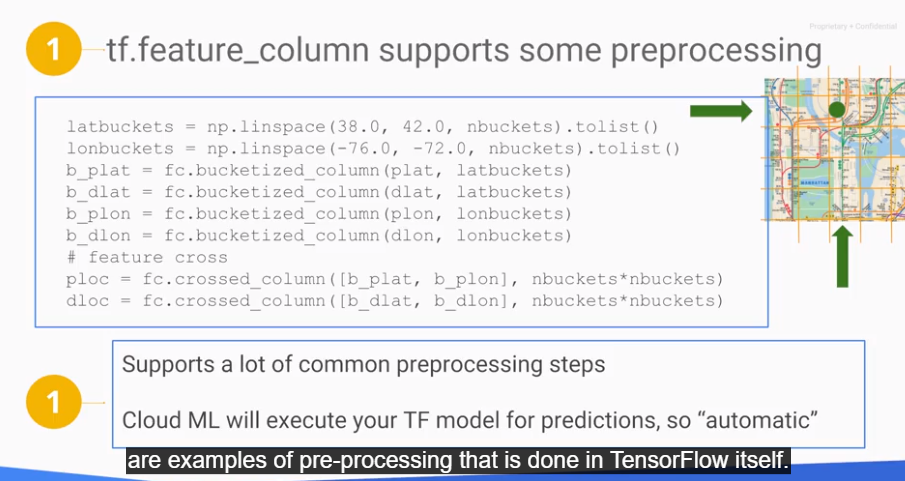 Proprietary + Confidential
1
tf.feature_column supports some preprocessing
latbuckets = np.linspace(38.0, 42.0, nbuckets).tolist()
lonbuckets = np.linspace(-76.0, -72.0, nbuckets).tolist()
b_plat = fc.bucketized_column(plat, latbuckets)
b_dlat = fc.bucketized_column(dlat, latbuckets)
b_plon = fc.bucketized_column(plon, lonbuckets)
b_dlon = fc.bucketized_column(dlon, lonbuckets)
# feature cross
ploc = fc.crossed_column([b_plat, b_plon], nbuckets*nbuckets)
dloc = fc.crossed_column([b_dlat, b_dlon], nbuckets*nbuckets)
MANHATTAN
1
Supports a lot of common preprocessing steps
Cloud ML will execute your TF model for predictions, so “automatic”
are examples of pre-processing that is done in TensorFlow itself.